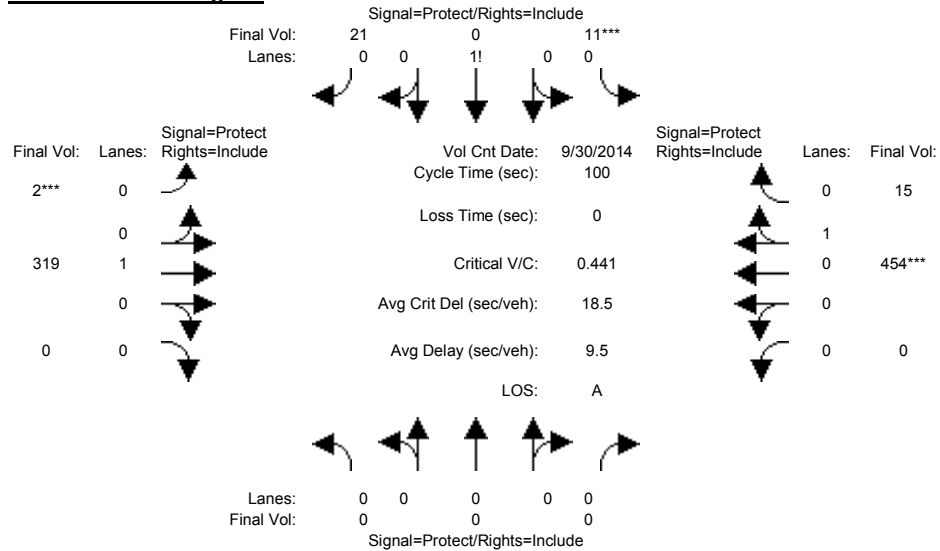 Signal=Protect/Rights=Include
Final Vol: 21 0 11***
Lanes: 0 0 1! 0 0
Signal=Protect
Final Vol: Lanes: Rights=Include
Vol Cnt Date: 9/30/2014
Signal=Protect
Rights=Include Lanes: Final Vol:
Cycle Time (sec): 100
2*** 0
0 15
Loss Time (sec): 0
0
1
319 1
Critical V/C: 0.441
0 454***
0
Avg Crit Del (sec/veh): 18.5
0
0 0
Avg Delay (sec/veh): 9.5
0 0
LOS: A
Lanes: 0 0 0 0 0
Final Vol: 0 0 0
Signal=Protect/Rights=Include